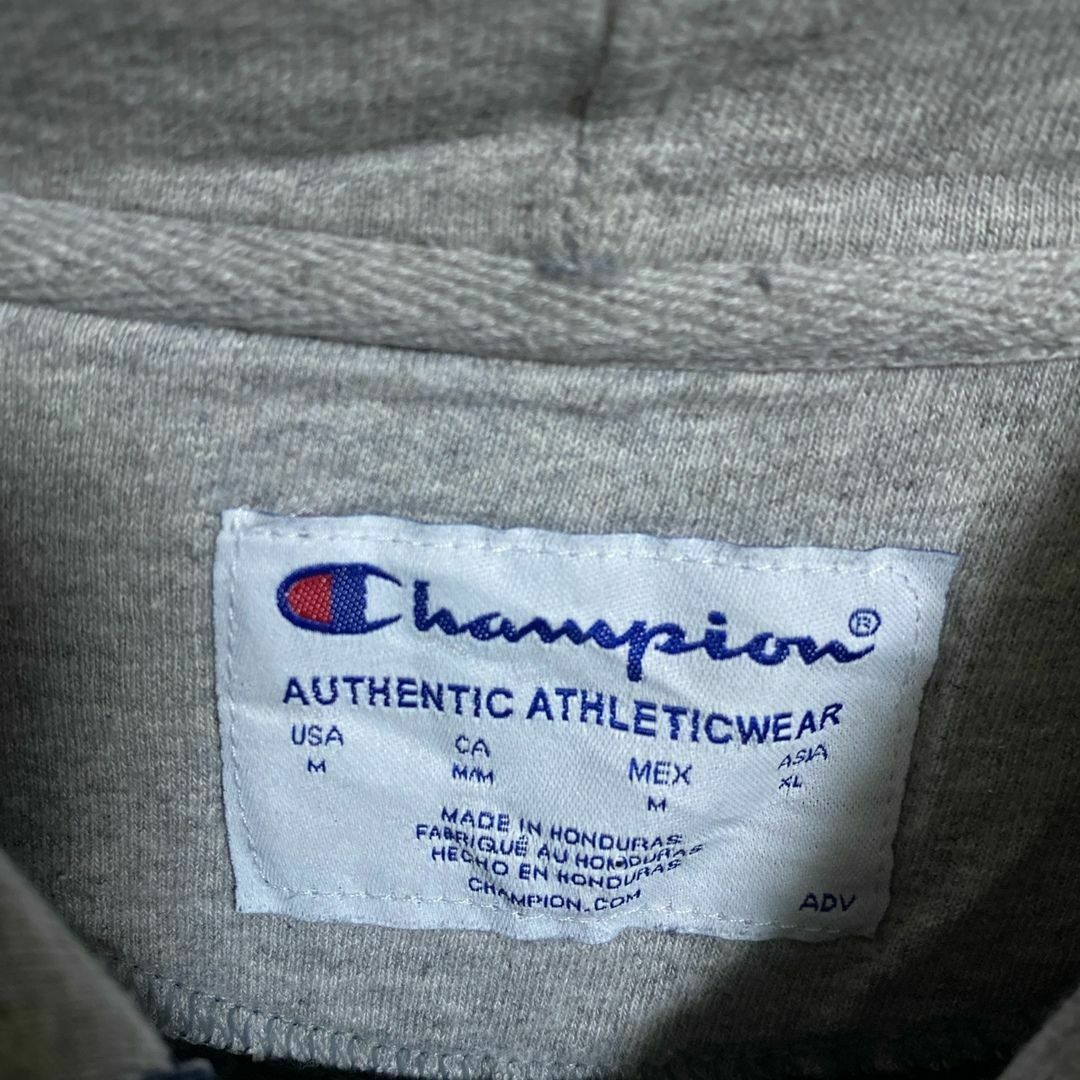 Champion®
AUTHENTIC ATHLETICWEAR
USA CA MEX ASIA
M M/M M XL
MADE IN HONDURAS
FABRIQUÉ AU HONDURAS
HECHO EN HONDURAS
CHAMPION.COM
ADV